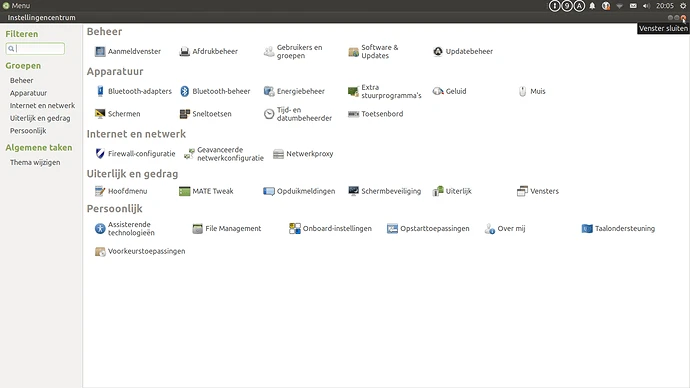 Menu
1 9 A
20:05
Instellingencentrum
Venster sluiten
Filteren
Groepen
Beheer
Apparatuur
Internet en netwerk
Uiterlijk en gedrag
Persoonlijk
Algemene taken
Thema wijzigen
Beheer
Aanmeldvenster
Afdrukbeheer
Gebruikers en
groepen
Software &
Updates
Updatebeheer
Apparatuur
Bluetooth-adapters
Bluetooth-beheer
Energiebeheer
Extra
stuurprogramma's
Geluid
Muis
Schermen
Sneltoetsen
Tijd- en
datumbeheerder
Toetsenbord
Internet en netwerk
Firewall-configuratie
Geavanceerde
netwerkconfiguratie
Netwerkproxy
Uiterlijk en gedrag
Hoofdmenu
MATE Tweak
Opduikmeldingen
Schermbeveiliging
Uiterlijk
Vensters
Persoonlijk
Assisterende
technologieën
File Management
Onboard-instellingen
Opstarttoepassingen
Over mij
Taalondersteuning
Voorkeurstoepassingen